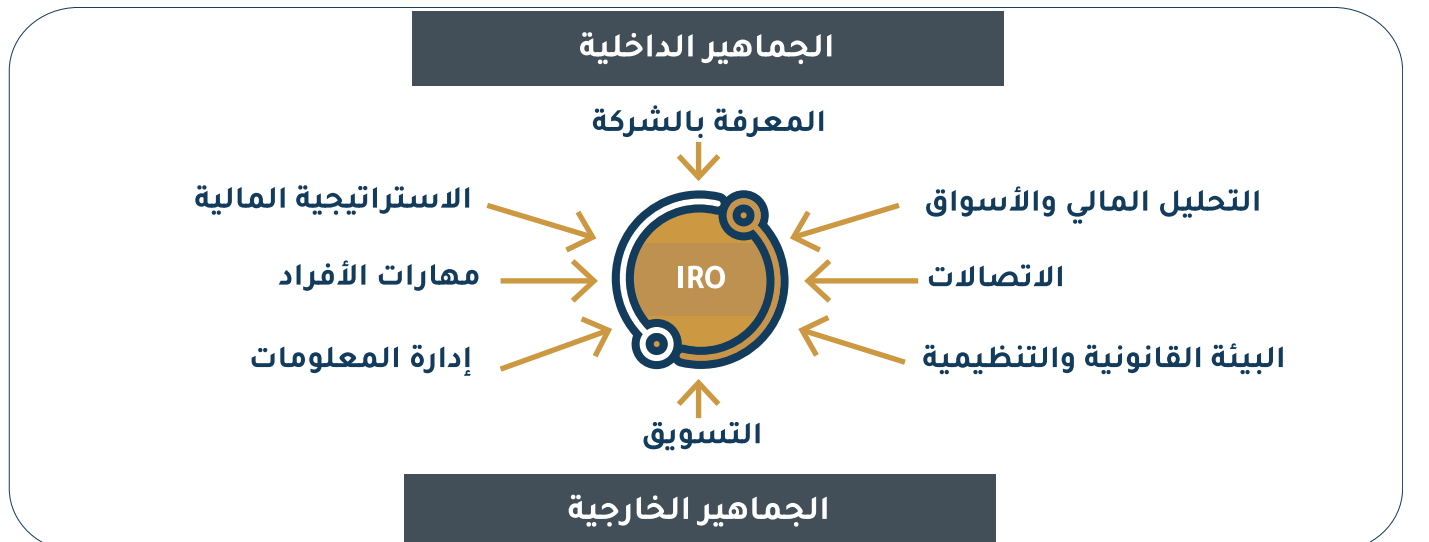 الجماهير الداخلية
المعرفة بالشركة
التحليل المالي والأسواق
الاستراتيجية المالية
IRO
الاتصالات
مهارات الأفراد
البيئة القانونية والتنظيمية
إدارة المعلومات
التسويق
الجماهير الخارجية